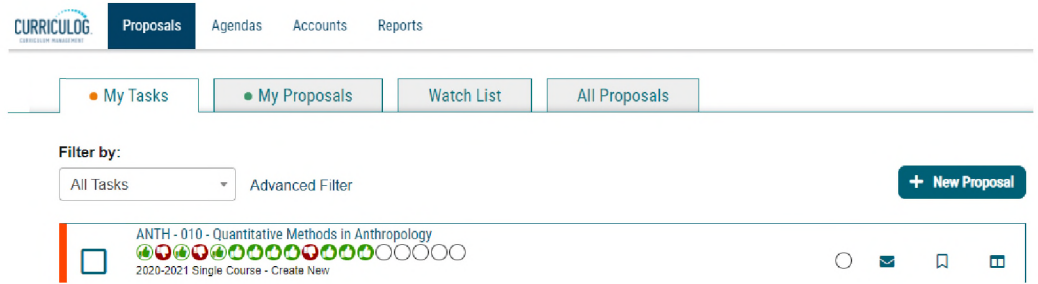 CURRICULOG.
CURRICULUM MANAGEMENT
Proposals
Agendas
Accounts
Reports
My Tasks
My Proposals
Watch List
All Proposals
Filter by:
All Tasks
Advanced Filter
+ New Proposal
ANTH - 010 - Quantitative Methods in Anthropology
2020-2021 Single Course - Create New